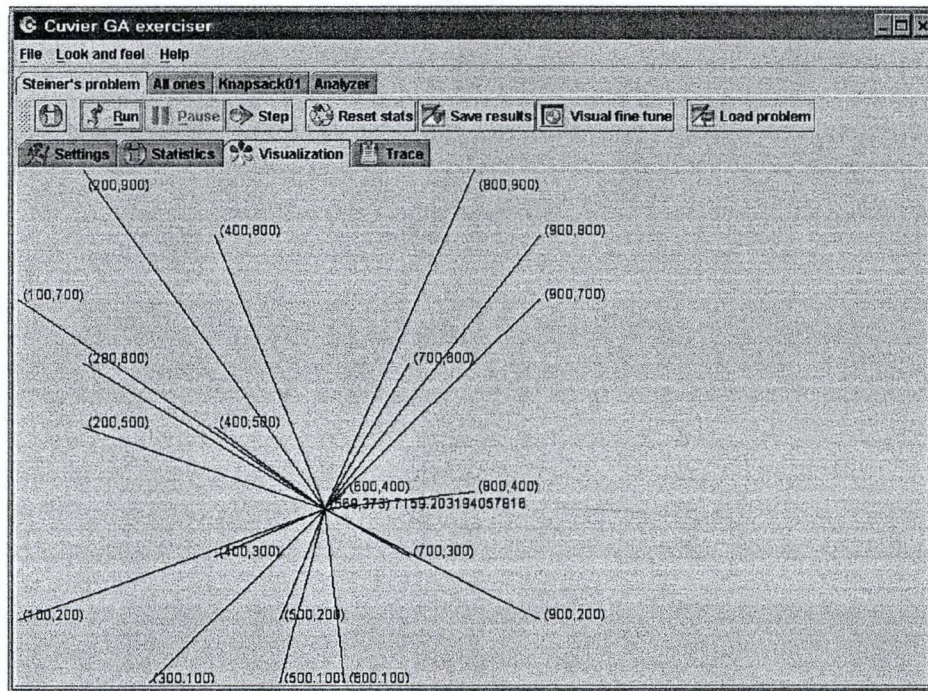 Cuvier GA exerciser
File Look and feel Help
Steiner's problem All ones Knapsack01 Analyzer
Run Pause Step Reset stats Save results Visual fine tune Load problem
Settings Statistics Visualization Trace
(200,900) (800,900)
(400,800) (900,800)
(100,700) (900,700)
(280,600) (700,600)
(200,500) (400,500)
(600,400) (800,400)
(569,373) 7159.203194057816
(400,300) (700,300)
(100,200) (500,200) (900,200)
(300,100) (500,100) (600,100)